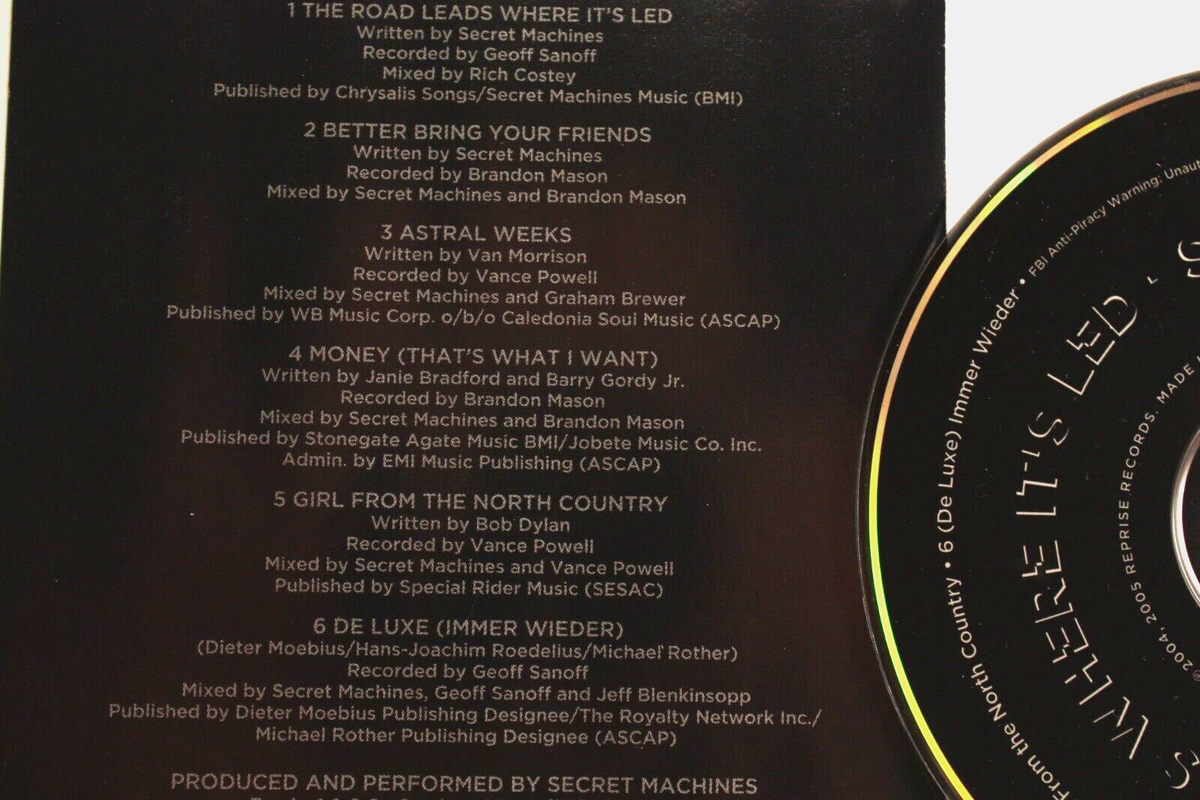 1 THE ROAD LEADS WHERE IT'S LED
Written by Secret Machines
Recorded by Geoff Sanoff
Mixed by Rich Costey
Published by Chrysalis Songs/Secret Machines Music (BMI)
2 BETTER BRING YOUR FRIENDS
Written by Secret Machines
Recorded by Brandon Mason
Mixed by Secret Machines and Brandon Mason
3 ASTRAL WEEKS
Written by Van Morrison
Recorded by Vance Powell
Mixed by Secret Machines and Graham Brewer
Published by WB Music Corp. o/b/o Caledonia Soul Music (ASCAP)
4 MONEY (THAT'S WHAT I WANT)
Written by Janie Bradford and Barry Gordy Jr.
Recorded by Brandon Mason
Mixed by Secret Machines and Brandon Mason
Published by Stonegate Agate Music BMI/Jobete Music Co. Inc.
Admin. by EMI Music Publishing (ASCAP)
5 GIRL FROM THE NORTH COUNTRY
Written by Bob Dylan
Recorded by Vance Powell
Mixed by Secret Machines and Vance Powell
Published by Special Rider Music (SESAC)
6 DE LUXE (IMMER WIEDER)
(Dieter Moebius/Hans-Joachim Roedelius/Michael Rother)
Recorded by Geoff Sanoff
Mixed by Secret Machines, Geoff Sanoff and Jeff Blenkinsopp
Published by Dieter Moebius Publishing Designee/The Royalty Network Inc./
Michael Rother Publishing Designee (ASCAP)
PRODUCED AND PERFORMED BY SECRET MACHINES
From the North Country • 6 (De Luxe) Immer Wieder • FBI Anti-Piracy Warning:
S WHERE IT'S LED
℗ 2004, 2005 REPRISE RECORDS. MADE